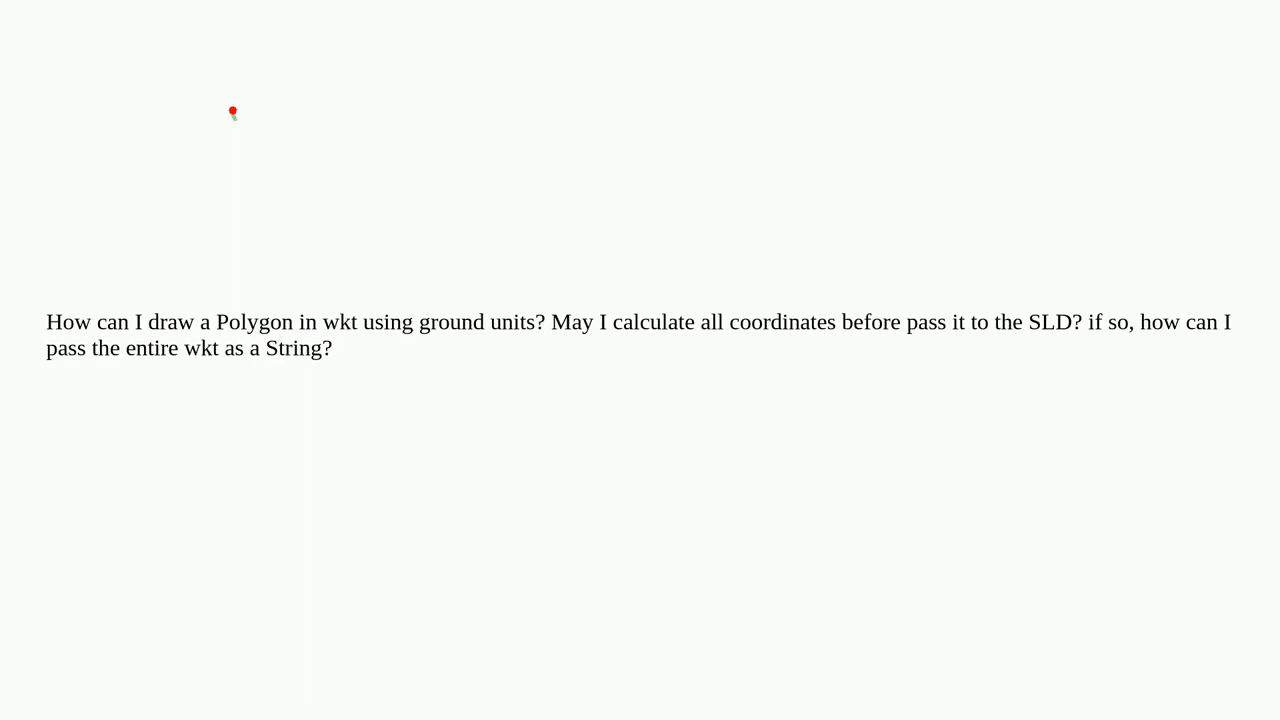 How can I draw a Polygon in wkt using ground units? May I calculate all coordinates before pass it to the SLD? if so, how can I
pass the entire wkt as a String?